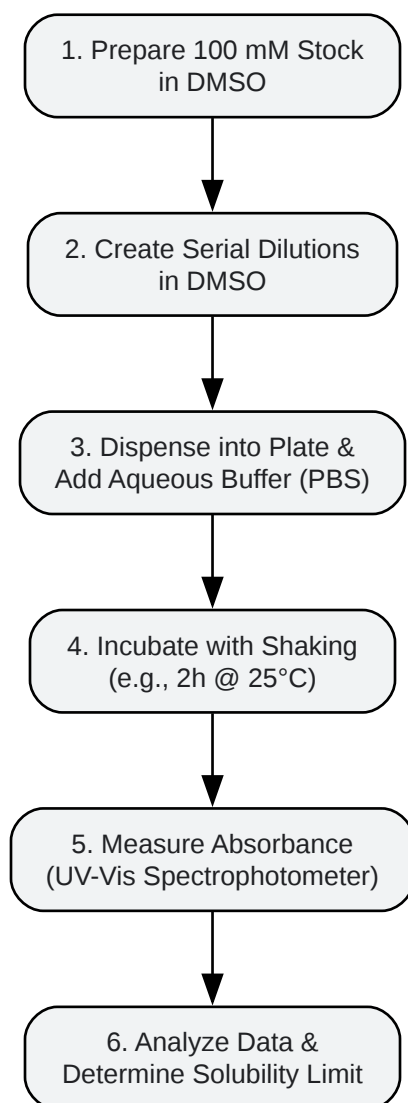 1. Prepare 100 mM Stock
in DMSO
2. Create Serial Dilutions
in DMSO
3. Dispense into Plate &
Add Aqueous Buffer (PBS)
4. Incubate with Shaking
(e.g., 2h @ 25°C)
5. Measure Absorbance
(UV-Vis Spectrophotometer)
6. Analyze Data &
Determine Solubility Limit